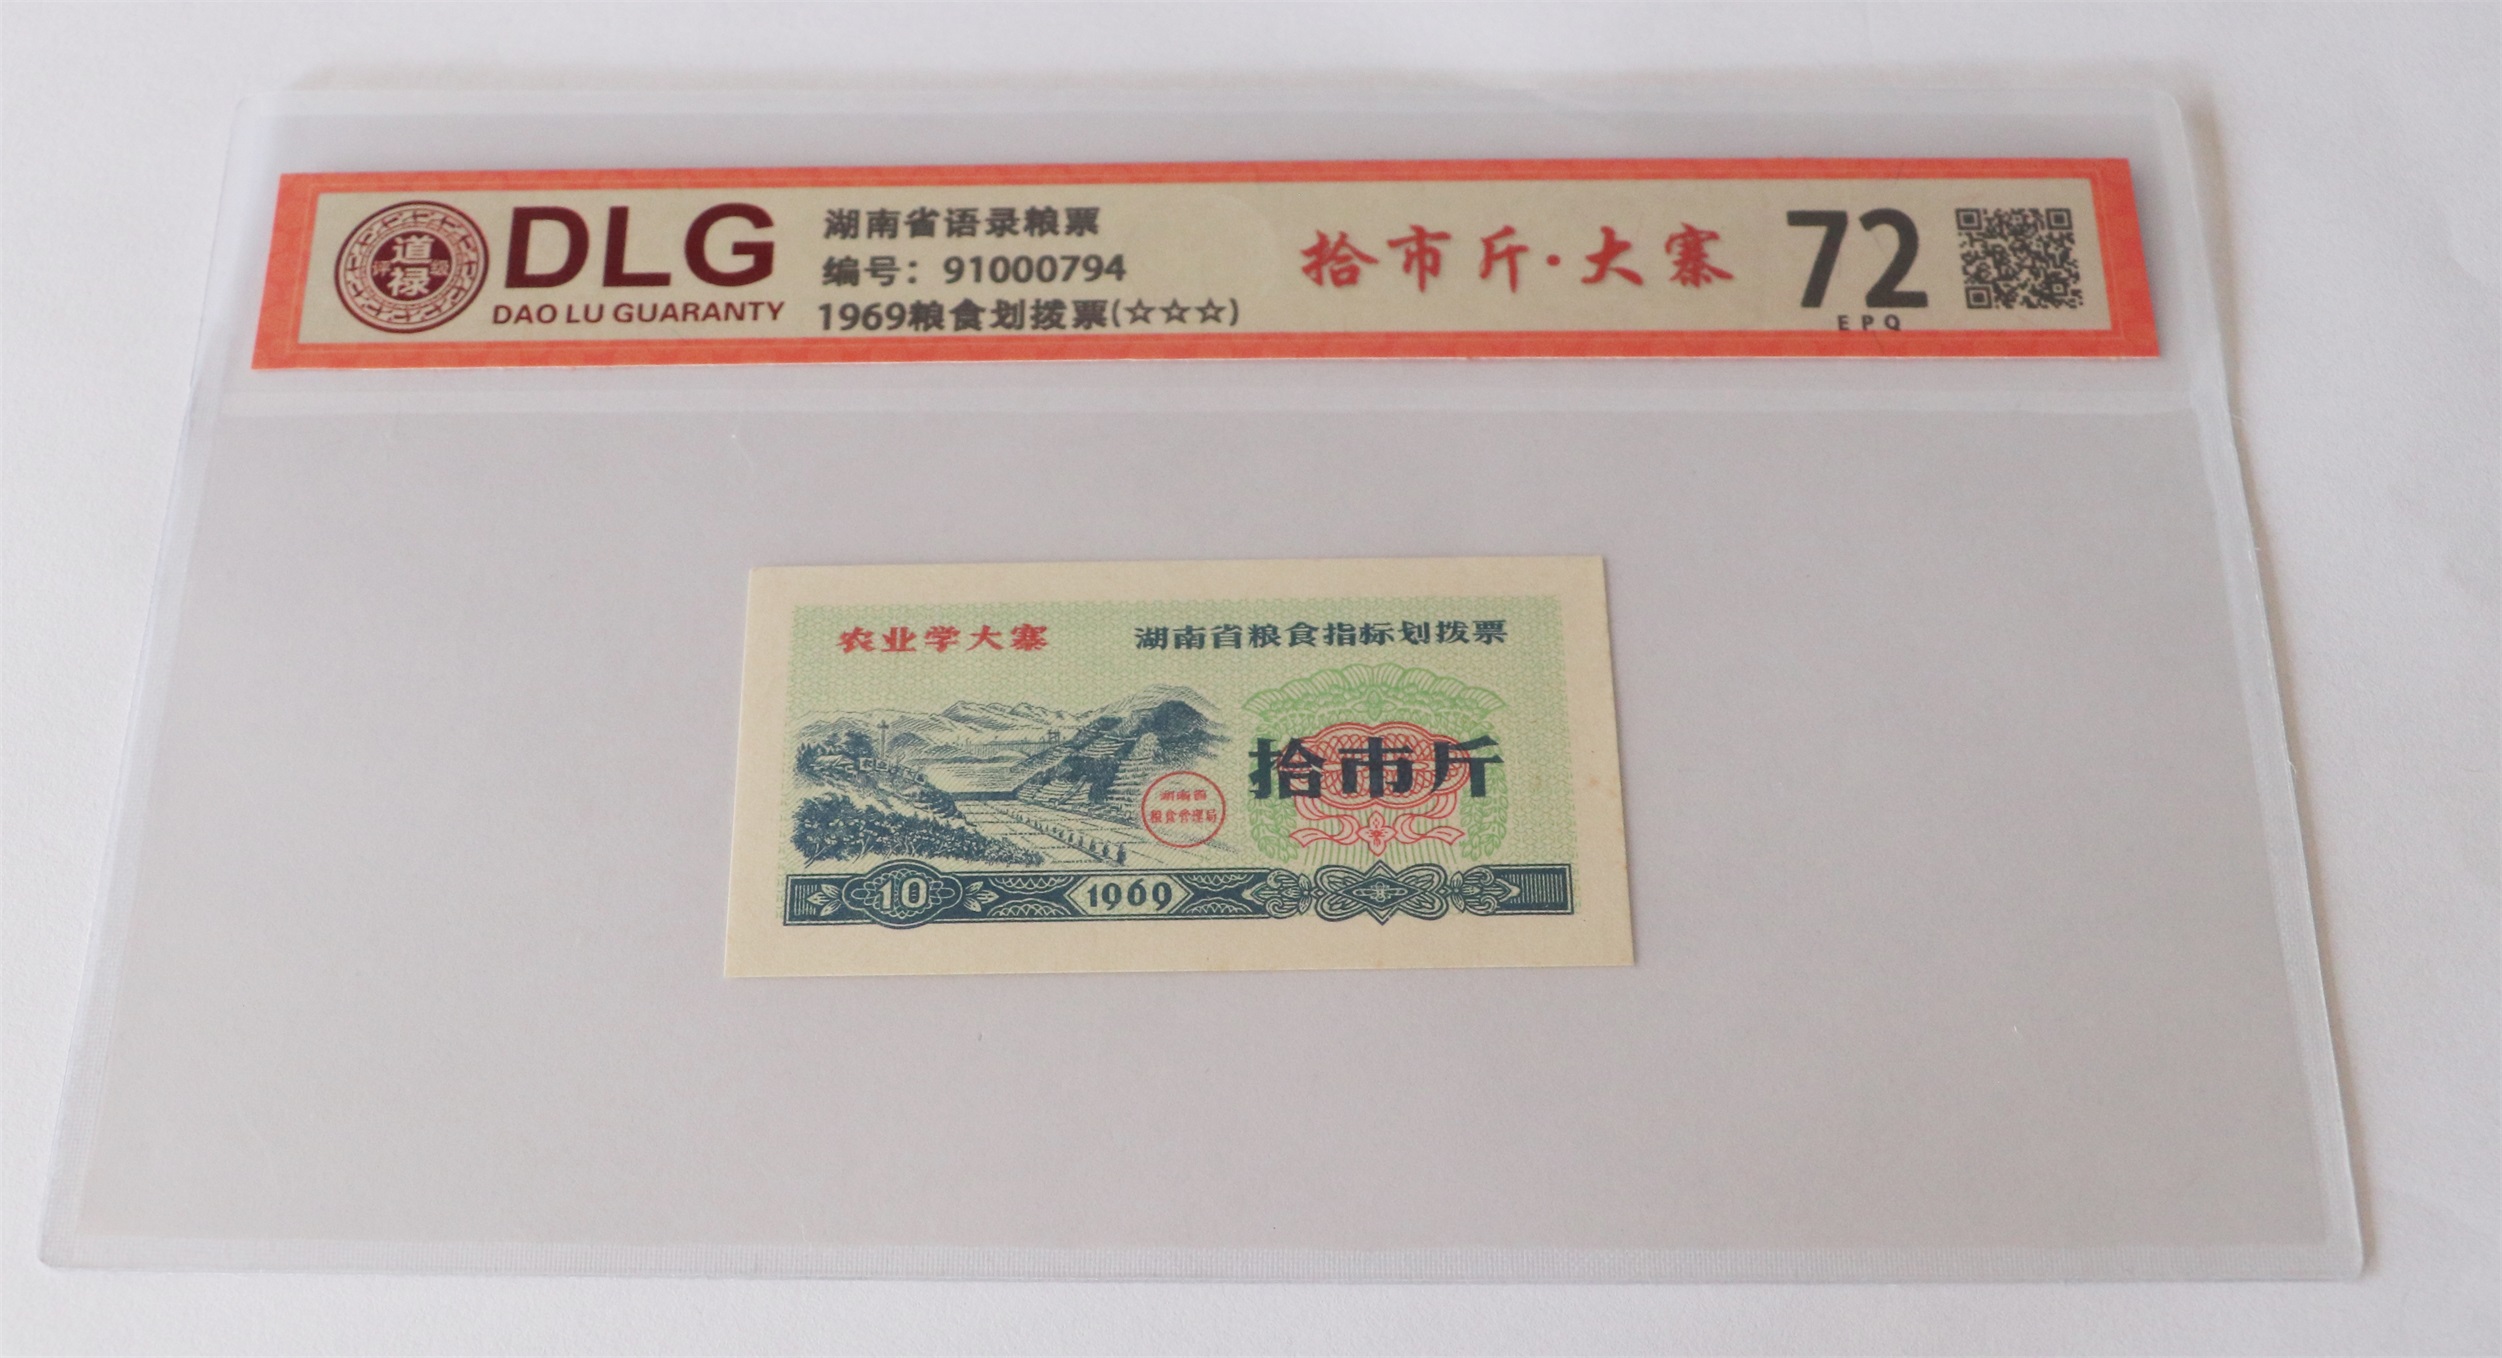 道禄
评级
DLG
DAO LU GUARANTY
湖南省语录粮票
编号：91000794
1969粮食划拨票(☆☆☆)
拾市斤·大寨
72
EPQ
农业学大寨
湖南省粮食指标划拨票
拾市斤
湖南省
粮食管理局
10
1969